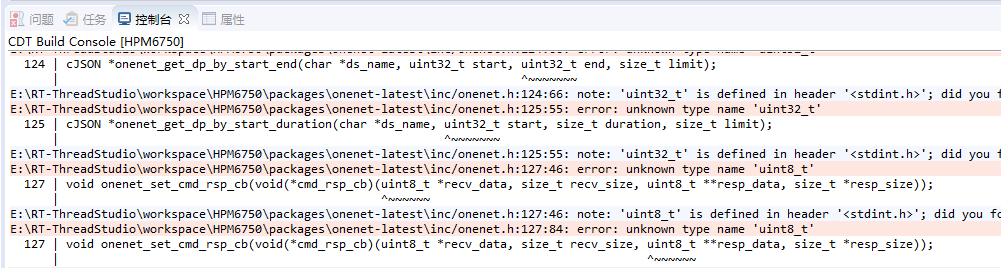 问题 任务 控制台 属性
CDT Build Console [HPM6750]
124 | cJSON *onenet_get_dp_by_start_end(char *ds_name, uint32_t start, uint32_t end, size_t limit);
| ^~~~~~~~
E:\RT-ThreadStudio\workspace\HPM6750\packages\onenet-latest\inc/onenet.h:124:66: note: 'uint32_t' is defined in header '<stdint.h>'; did you f
E:\RT-ThreadStudio\workspace\HPM6750\packages\onenet-latest\inc/onenet.h:125:55: error: unknown type name 'uint32_t'
125 | cJSON *onenet_get_dp_by_start_duration(char *ds_name, uint32_t start, size_t duration, size_t limit);
| ^~~~~~~~
E:\RT-ThreadStudio\workspace\HPM6750\packages\onenet-latest\inc/onenet.h:125:55: note: 'uint32_t' is defined in header '<stdint.h>'; did you f
E:\RT-ThreadStudio\workspace\HPM6750\packages\onenet-latest\inc/onenet.h:127:46: error: unknown type name 'uint8_t'
127 | void onenet_set_cmd_rsp_cb(void(*cmd_rsp_cb)(uint8_t *recv_data, size_t recv_size, uint8_t **resp_data, size_t *resp_size));
| ^~~~~~~
E:\RT-ThreadStudio\workspace\HPM6750\packages\onenet-latest\inc/onenet.h:127:46: note: 'uint8_t' is defined in header '<stdint.h>'; did you fo
E:\RT-ThreadStudio\workspace\HPM6750\packages\onenet-latest\inc/onenet.h:127:84: error: unknown type name 'uint8_t'
127 | void onenet_set_cmd_rsp_cb(void(*cmd_rsp_cb)(uint8_t *recv_data, size_t recv_size, uint8_t **resp_data, size_t *resp_size));
| ^~~~~~~